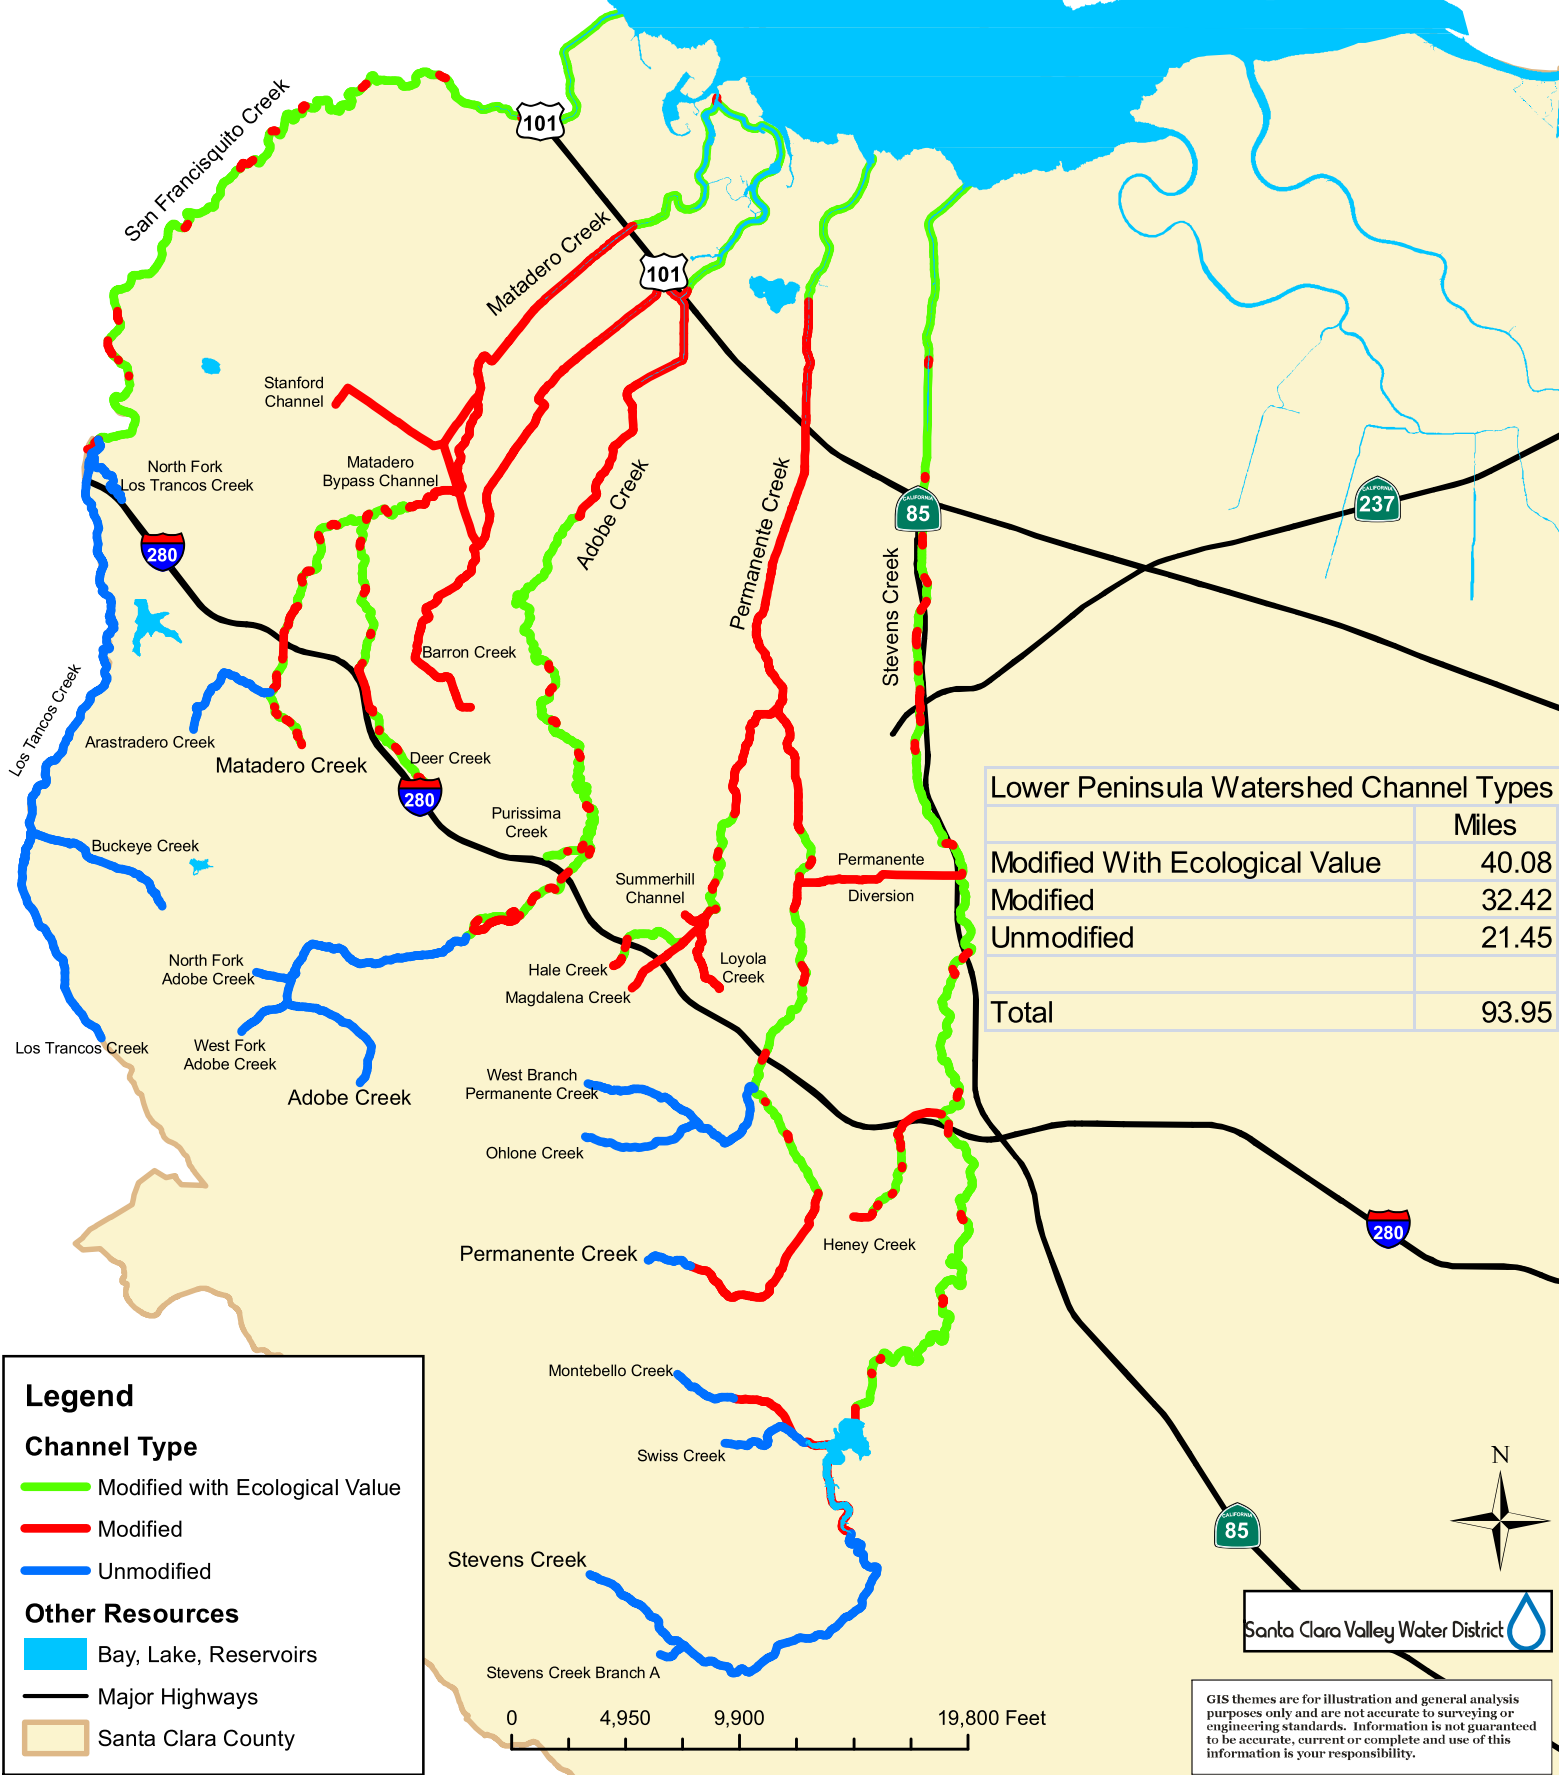 101
San Francisquito Creek
Matadero Creek
101
Stanford
Channel
North Fork
Los Trancos Creek
Matadero
Bypass Channel
Adobe Creek
Permanente Creek
CALIFORNIA
85
CALIFORNIA
237
280
Stevens Creek
Barron Creek
Los Tancos Creek
Arastradero Creek
Matadero Creek
Deer Creek
280
Purissima
Creek
Buckeye Creek
Permanente
Diversion
Summerhill
Channel
North Fork
Adobe Creek
Hale Creek
Loyola
Creek
Magdalena Creek
Los Trancos Creek
West Fork
Adobe Creek
Adobe Creek
West Branch
Permanente Creek
Ohlone Creek
Lower Peninsula Watershed Channel Types
Miles
Modified With Ecological Value 40.08
Modified 32.42
Unmodified 21.45
Total 93.95
280
Heney Creek
Permanente Creek
Montebello Creek
Swiss Creek
Stevens Creek
Stevens Creek Branch A
CALIFORNIA
85
N
Legend
Channel Type
Modified with Ecological Value
Modified
Unmodified
Other Resources
Bay, Lake, Reservoirs
Major Highways
Santa Clara County
0 4,950 9,900 19,800 Feet
Santa Clara Valley Water District
GIS themes are for illustration and general analysis
purposes only and are not accurate to surveying or
engineering standards. Information is not guaranteed
to be accurate, current or complete and use of this
information is your responsibility.